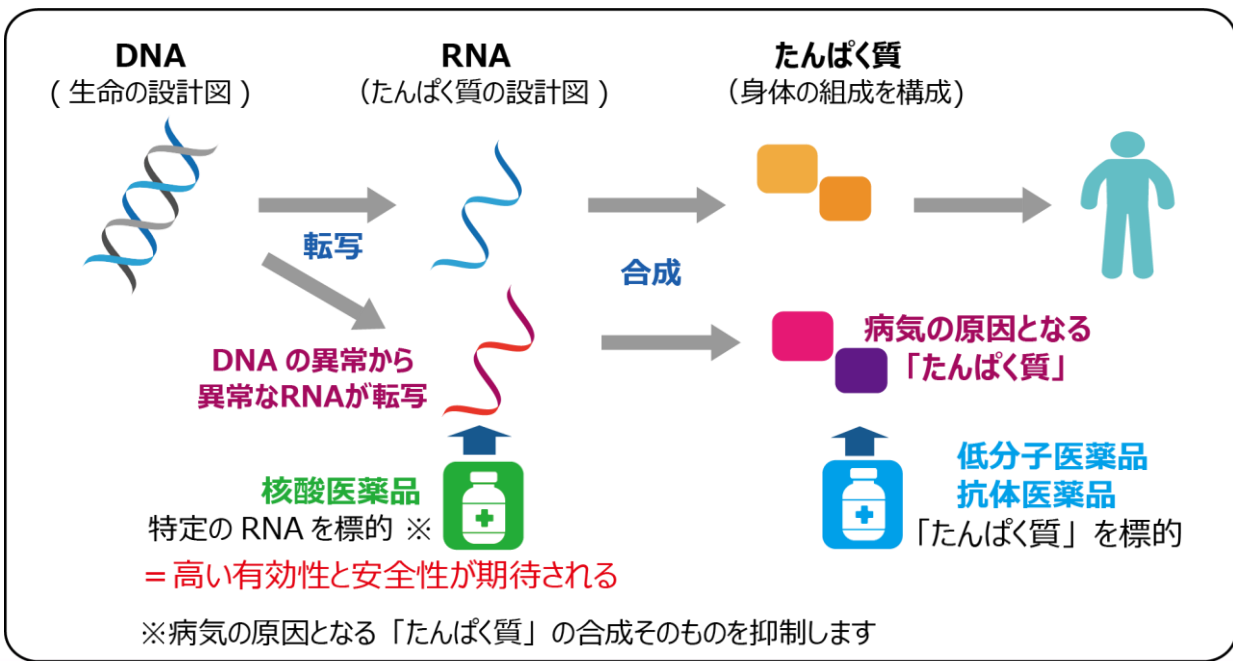 DNA
( 生命の設計図 )
RNA
（たんぱく質の設計図 ）
たんぱく質
（身体の組成を構成)
転写
合成
DNA の異常から
異常なRNAが転写
病気の原因となる
「たんぱく質」
核酸医薬品
特定の RNA を標的 ※
= 高い有効性と安全性が期待される
低分子医薬品
抗体医薬品
「たんぱく質」を標的
※病気の原因となる「たんぱく質」の合成そのものを抑制します